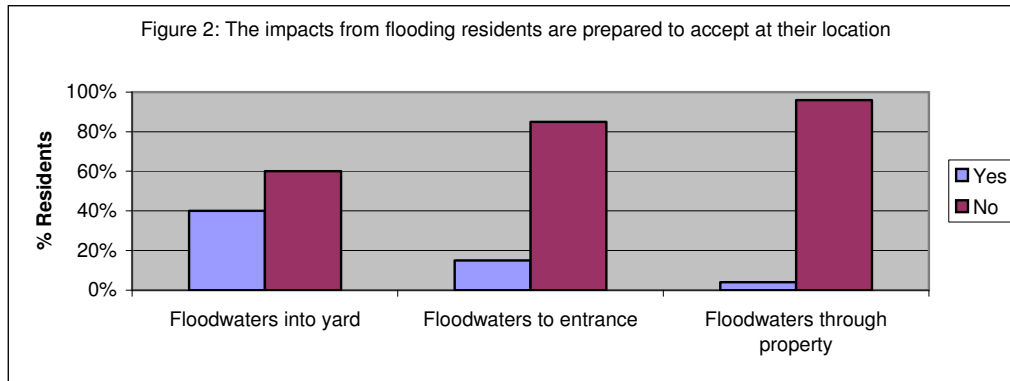 Figure 2: The impacts from flooding residents are prepared to accept at their location
% Residents
100%
80%
60%
40%
20%
0%
Floodwaters into yard
Floodwaters to entrance
Floodwaters through
property
Yes
No